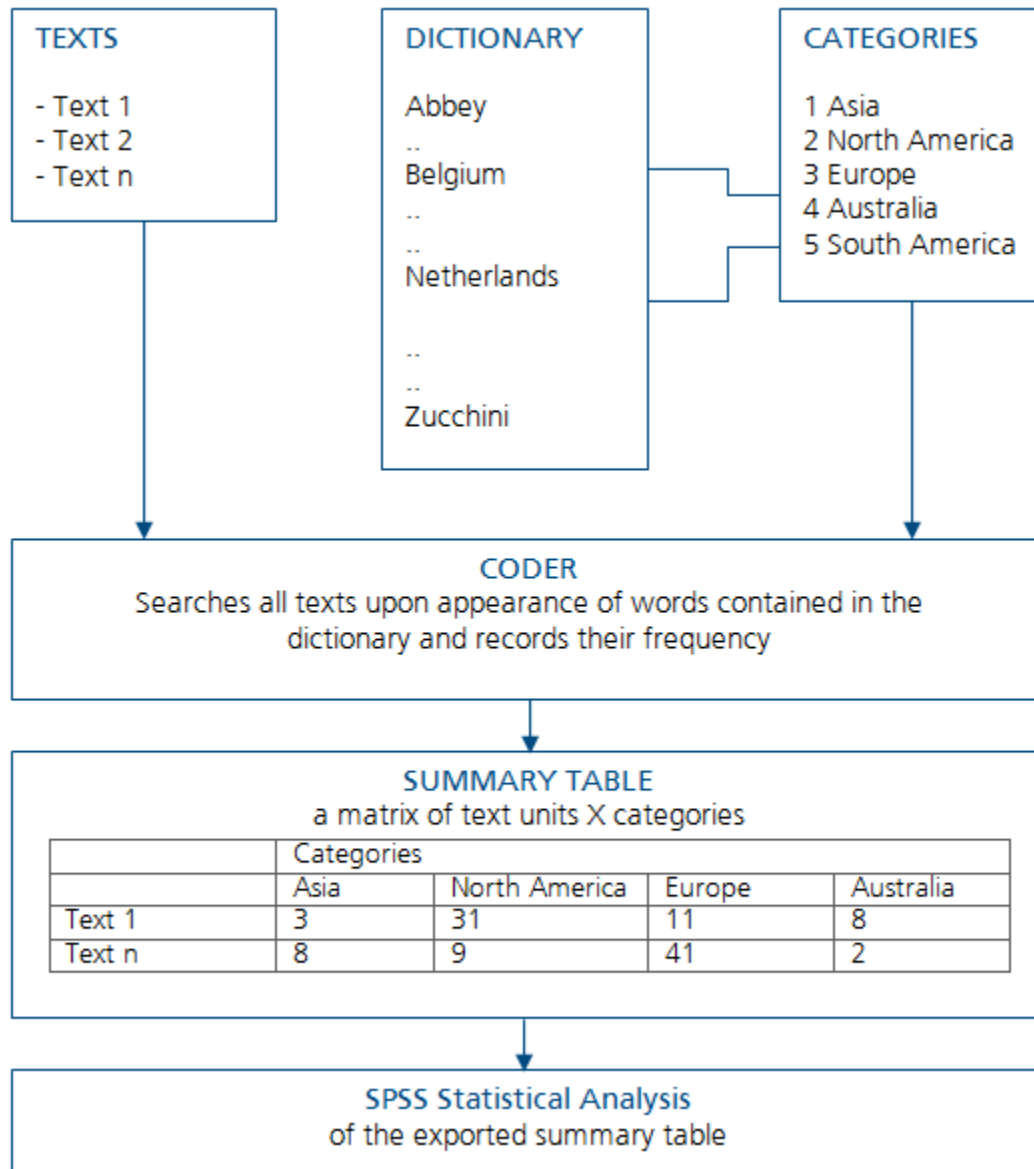 TEXTS
- Text 1
- Text 2
- Text n
DICTIONARY
Abbey
..
Belgium
..
..
Netherlands
..
..
Zucchini
CATEGORIES
1 Asia
2 North America
3 Europe
4 Australia
5 South America
CODER
Searches all texts upon appearance of words contained in the
dictionary and records their frequency
SUMMARY TABLE
a matrix of text units X categories
Categories
Asia North America Europe Australia
Text 1 3 31 11 8
Text n 8 9 41 2
SPSS Statistical Analysis
of the exported summary table